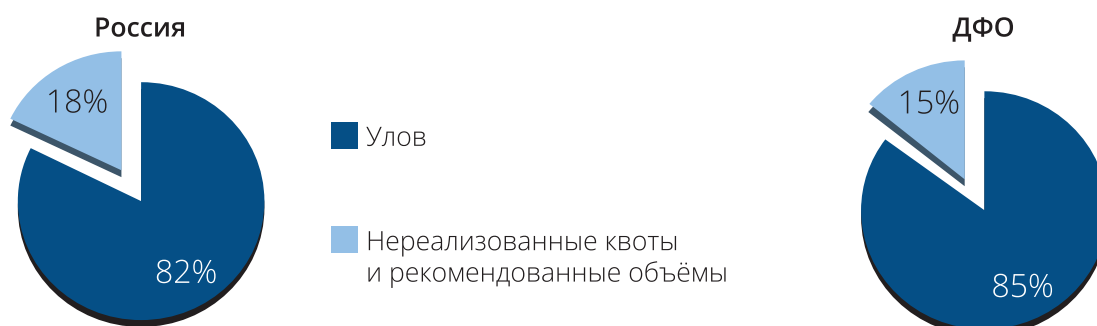 Россия
18%
82%
Улов
Нереализованные квоты
и рекомендованные объёмы
ДФО
15%
85%